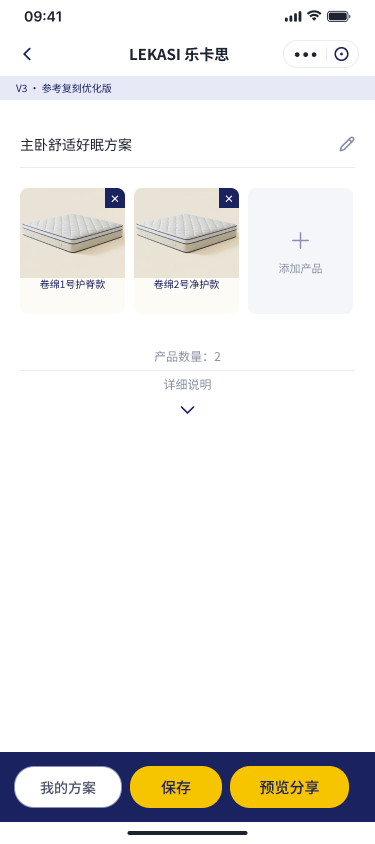 09:41
LEKASI 乐卡思
V3 · 参考复刻优化版
主卧舒适好眠方案
卷绵1号护脊款
卷绵2号净护款
添加产品
产品数量：2
详细说明
我的方案
保存
预览分享